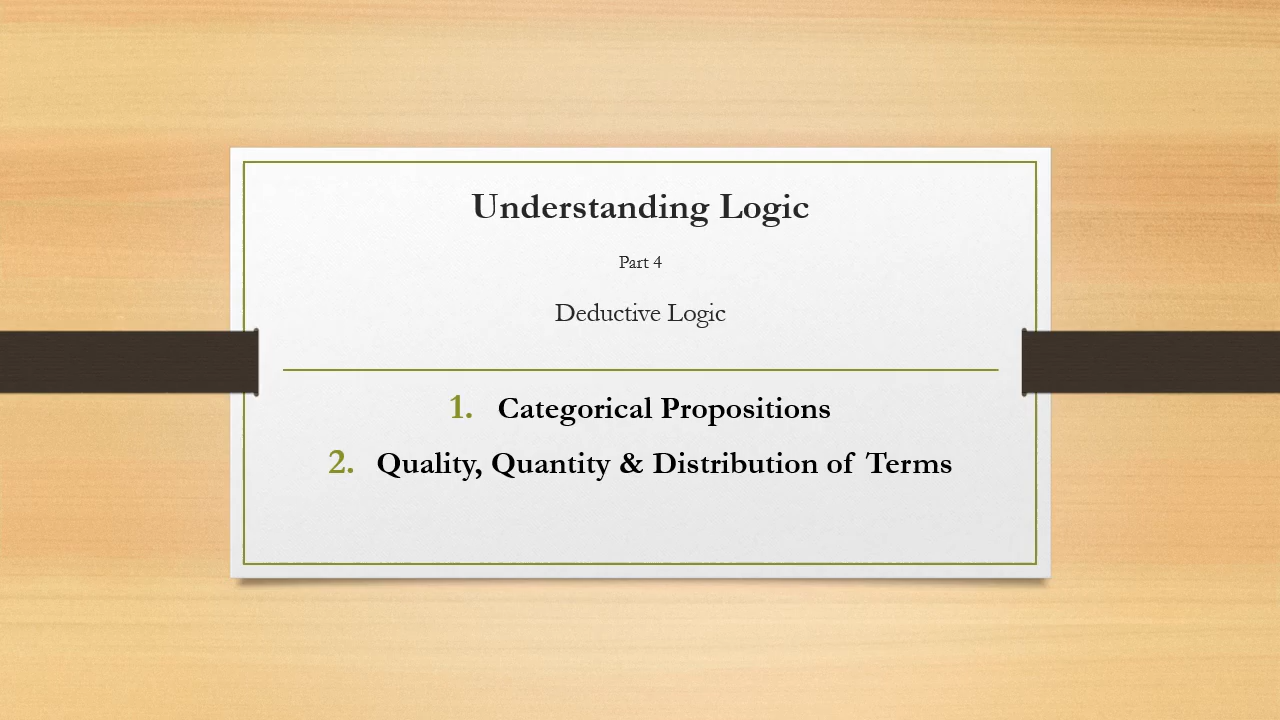 Understanding Logic
Part 4
Deductive Logic
1. Categorical Propositions
2. Quality, Quantity & Distribution of Terms